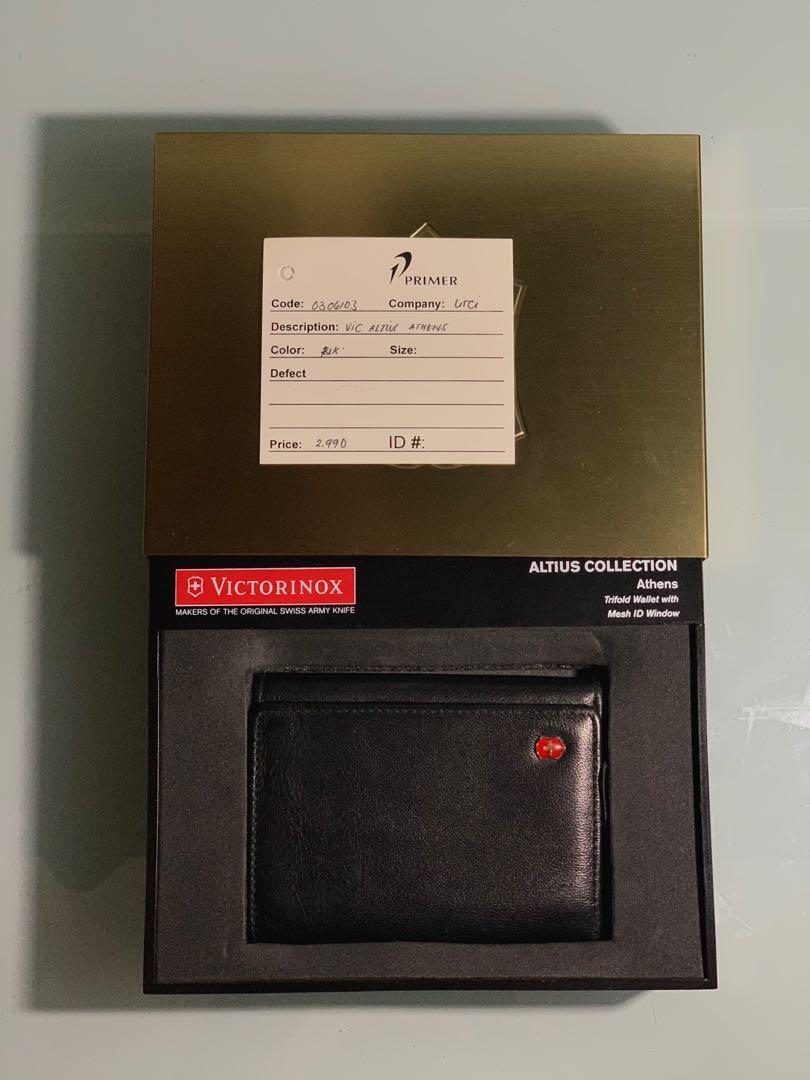 PRIMER
Code: 0306103 Company: UTCi
Description: VIC ALTIUS ATHENS
Color: BLK. Size:
Defect
Price: 2,990 ID #:
VICTORINOX
MAKERS OF THE ORIGINAL SWISS ARMY KNIFE
ALTIUS COLLECTION
Athens
Trifold Wallet with
Mesh ID Window